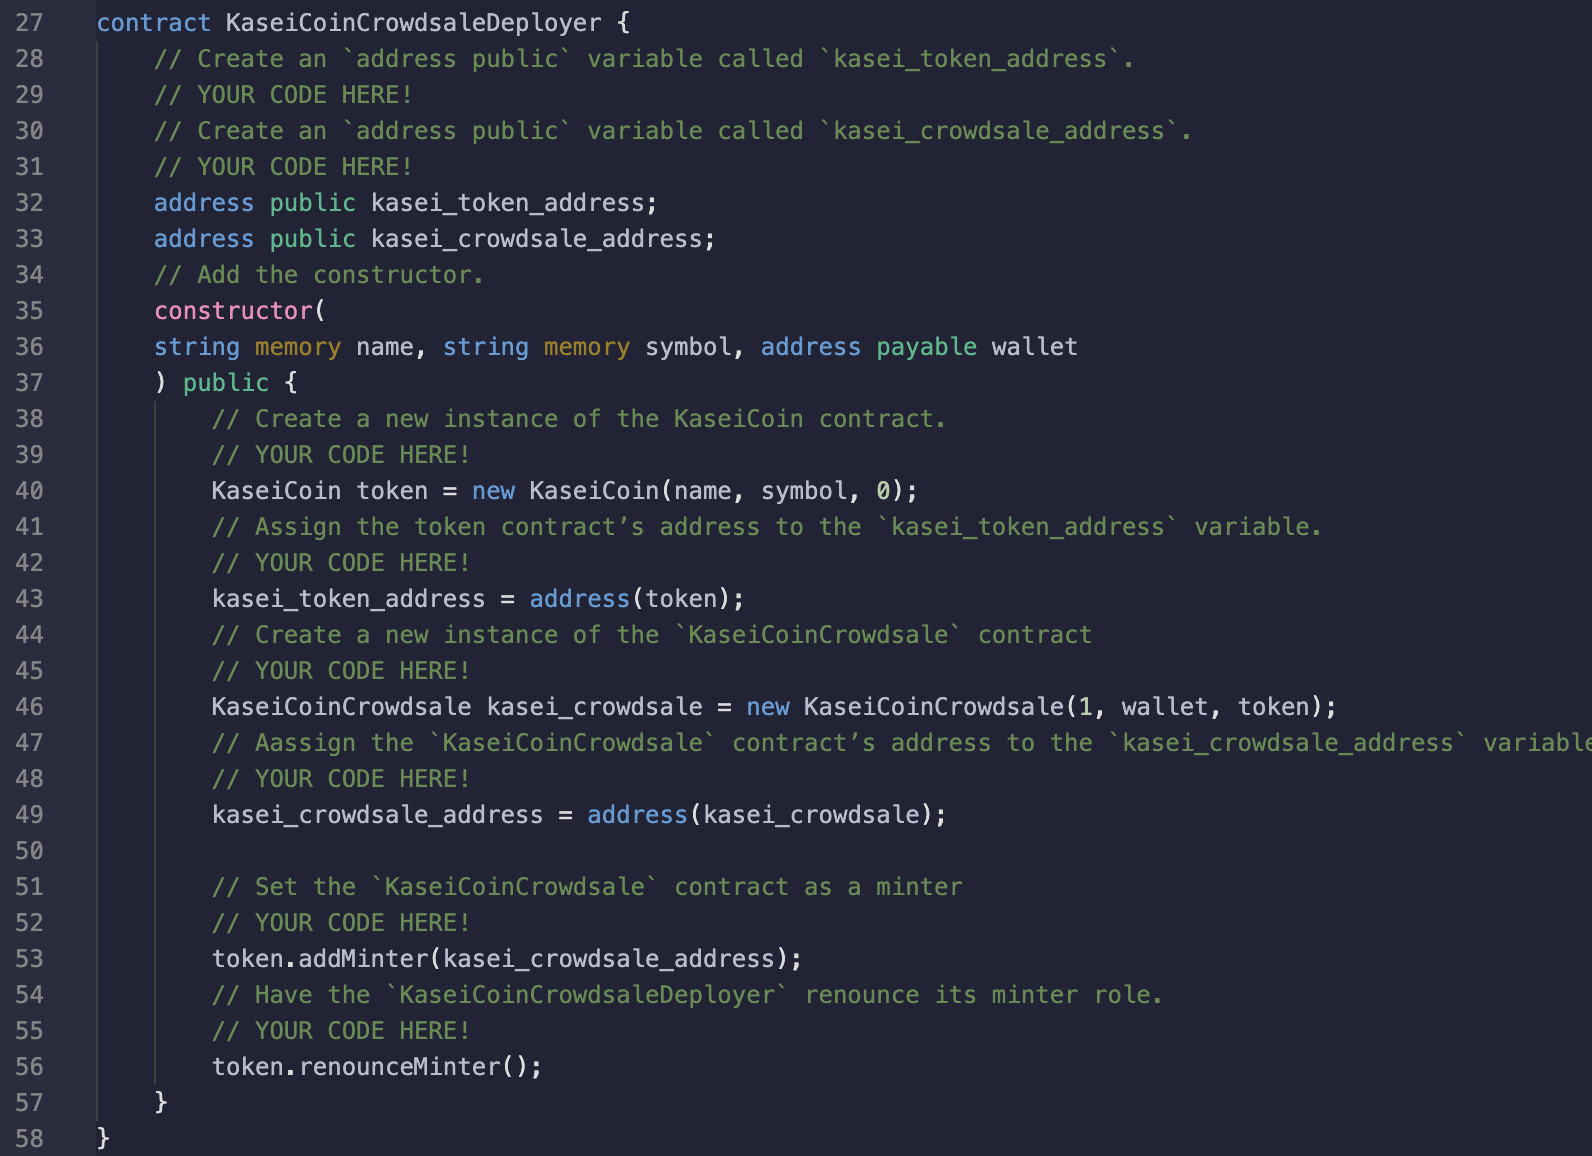 27 contract KaseiCoinCrowdsaleDeployer {
28 // Create an `address public` variable called `kasei_token_address`.
29 // YOUR CODE HERE!
30 // Create an `address public` variable called `kasei_crowdsale_address`.
31 // YOUR CODE HERE!
32 address public kasei_token_address;
33 address public kasei_crowdsale_address;
34 // Add the constructor.
35 constructor(
36 string memory name, string memory symbol, address payable wallet
37 ) public {
38 // Create a new instance of the KaseiCoin contract.
39 // YOUR CODE HERE!
40 KaseiCoin token = new KaseiCoin(name, symbol, 0);
41 // Assign the token contract’s address to the `kasei_token_address` variable.
42 // YOUR CODE HERE!
43 kasei_token_address = address(token);
44 // Create a new instance of the `KaseiCoinCrowdsale` contract
45 // YOUR CODE HERE!
46 KaseiCoinCrowdsale kasei_crowdsale = new KaseiCoinCrowdsale(1, wallet, token);
47 // Aassign the `KaseiCoinCrowdsale` contract’s address to the `kasei_crowdsale_address` variable
48 // YOUR CODE HERE!
49 kasei_crowdsale_address = address(kasei_crowdsale);
50
51 // Set the `KaseiCoinCrowdsale` contract as a minter
52 // YOUR CODE HERE!
53 token.addMinter(kasei_crowdsale_address);
54 // Have the `KaseiCoinCrowdsaleDeployer` renounce its minter role.
55 // YOUR CODE HERE!
56 token.renounceMinter();
57 }
58 }